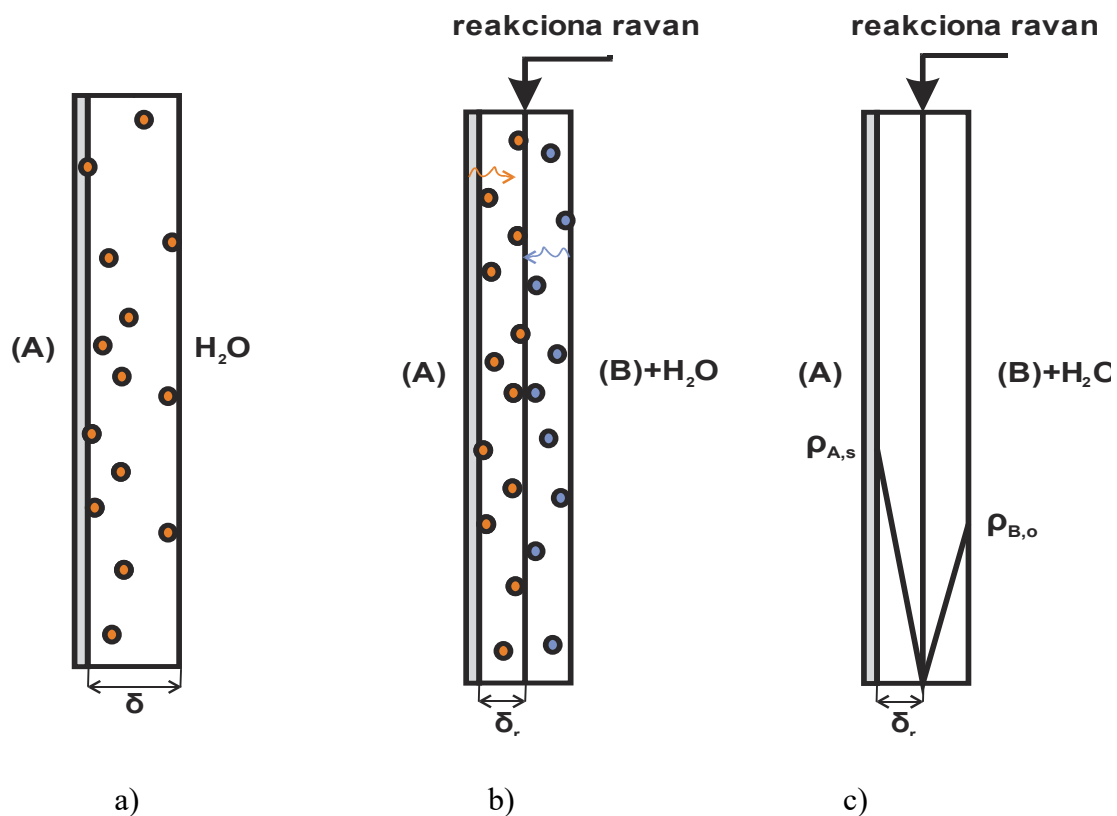 reakciona ravan
reakciona ravan
(A)
H₂O
(A)
(B)+H₂O
(A)
(B)+H₂O
ρA,s
ρB,o
δ
δr
δr
a)
b)
c)